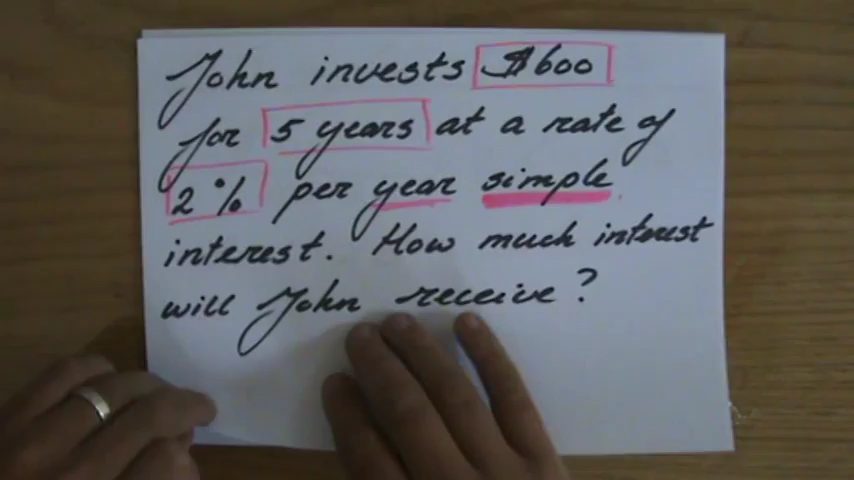 John invests $600
for 5 years at a rate of
2% per year simple
interest. How much interest
will John receive?